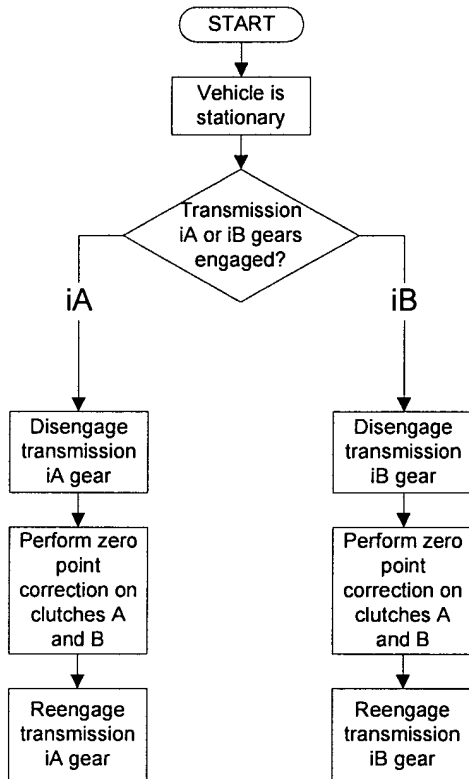 START
Vehicle is
stationary
Transmission
iA or iB gears
engaged?
iA
iB
Disengage
transmission
iA gear
Disengage
transmission
iB gear
Perform zero
point
correction on
clutches A
and B
Perform zero
point
correction on
clutches A
and B
Reengage
transmission
iA gear
Reengage
transmission
iB gear